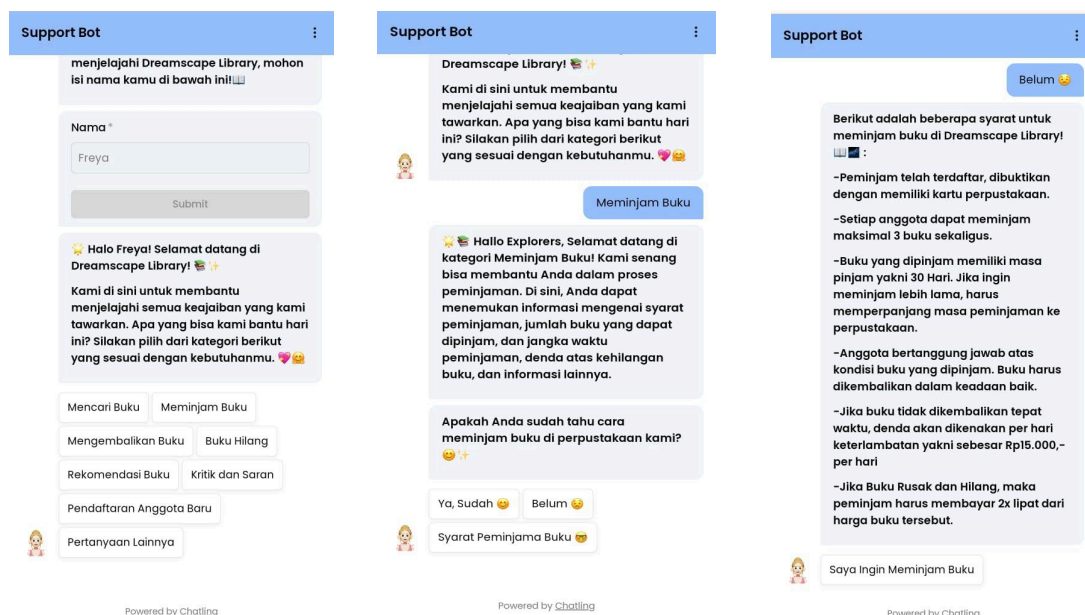 Support Bot
menjelajahi Dreamscape Library, mohon
isi nama kamu di bawah ini!📖
Nama *
Freya
Submit
🌟 Halo Freya! Selamat datang di
Dreamscape Library! 📚✨
Kami di sini untuk membantu
menjelajahi semua keajaiban yang kami
tawarkan. Apa yang bisa kami bantu hari
ini? Silakan pilih dari kategori berikut
yang sesuai dengan kebutuhanmu. 💖🤗
Mencari Buku
Meminjam Buku
Mengembalikan Buku
Buku Hilang
Rekomendasi Buku
Kritik dan Saran
Pendaftaran Anggota Baru
Pertanyaan Lainnya
Powered by Chatling
Support Bot
Dreamscape Library! 📚✨
Kami di sini untuk membantu
menjelajahi semua keajaiban yang kami
tawarkan. Apa yang bisa kami bantu hari
ini? Silakan pilih dari kategori berikut
yang sesuai dengan kebutuhanmu. 💖🤗
Meminjam Buku
🌟📚 Hallo Explorers, Selamat datang di
kategori Meminjam Buku! Kami senang
bisa membantu Anda dalam proses
peminjaman. Di sini, Anda dapat
menemukan informasi mengenai syarat
peminjaman, jumlah buku yang dapat
dipinjam, dan jangka waktu
peminjaman, denda atas kehilangan
buku, dan informasi lainnya.
Apakah Anda sudah tahu cara
meminjam buku di perpustakaan kami?
😊✨
Ya, Sudah 😊
Belum 😥
Syarat Peminjama Buku 🤓
Powered by Chatling
Support Bot
Belum 😥
Berikut adalah beberapa syarat untuk
meminjam buku di Dreamscape Library!
📖🌌 :
-Peminjam telah terdaftar, dibuktikan
dengan memiliki kartu perpustakaan.
-Setiap anggota dapat meminjam
maksimal 3 buku sekaligus.
-Buku yang dipinjam memiliki masa
pinjam yakni 30 Hari. Jika ingin
meminjam lebih lama, harus
memperpanjang masa peminjaman ke
perpustakaan.
-Anggota bertanggung jawab atas
kondisi buku yang dipinjam. Buku harus
dikembalikan dalam keadaan baik.
-Jika buku tidak dikembalikan tepat
waktu, denda akan dikenakan per hari
keterlambatan yakni sebesar Rp15.000,-
per hari
-Jika Buku Rusak dan Hilang, maka
peminjam harus membayar 2x lipat dari
harga buku tersebut.
Saya Ingin Meminjam Buku
Powered by Chatling